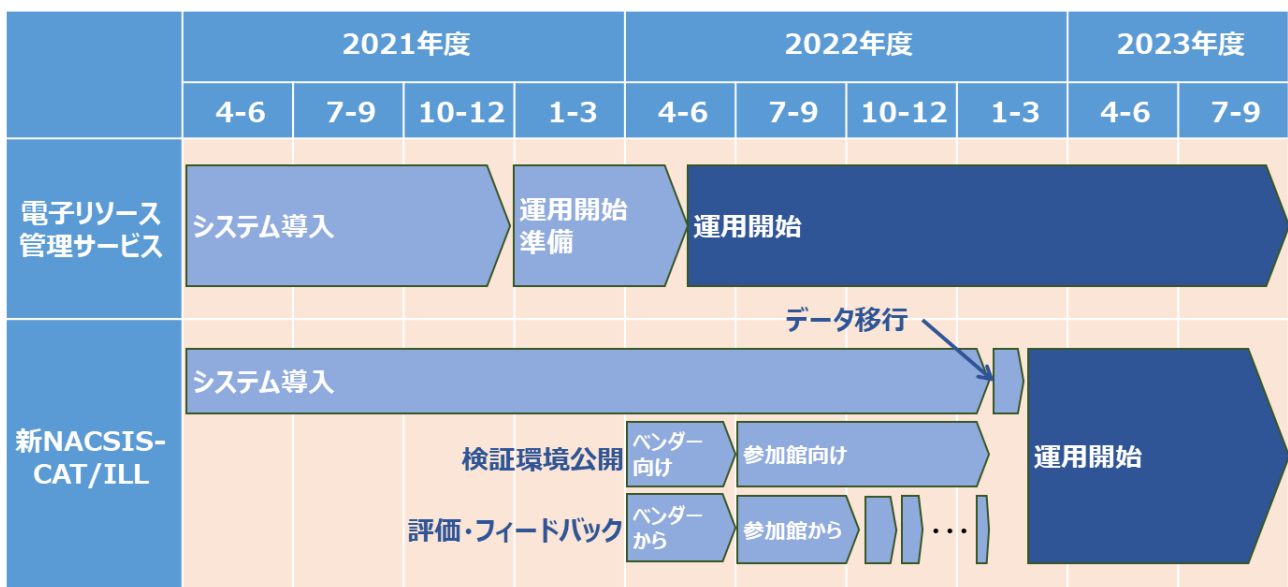 2021年度
2022年度
2023年度
4-6
7-9
10-12
1-3
4-6
7-9
10-12
1-3
4-6
7-9
電子リソース
管理サービス
システム導入
運用開始
準備
運用開始
データ移行
新NACSIS-
CAT/ILL
システム導入
運用開始
検証環境公開
ベンダー
向け
参加館向け
評価・フィードバック
ベンダー
から
参加館から
・・・